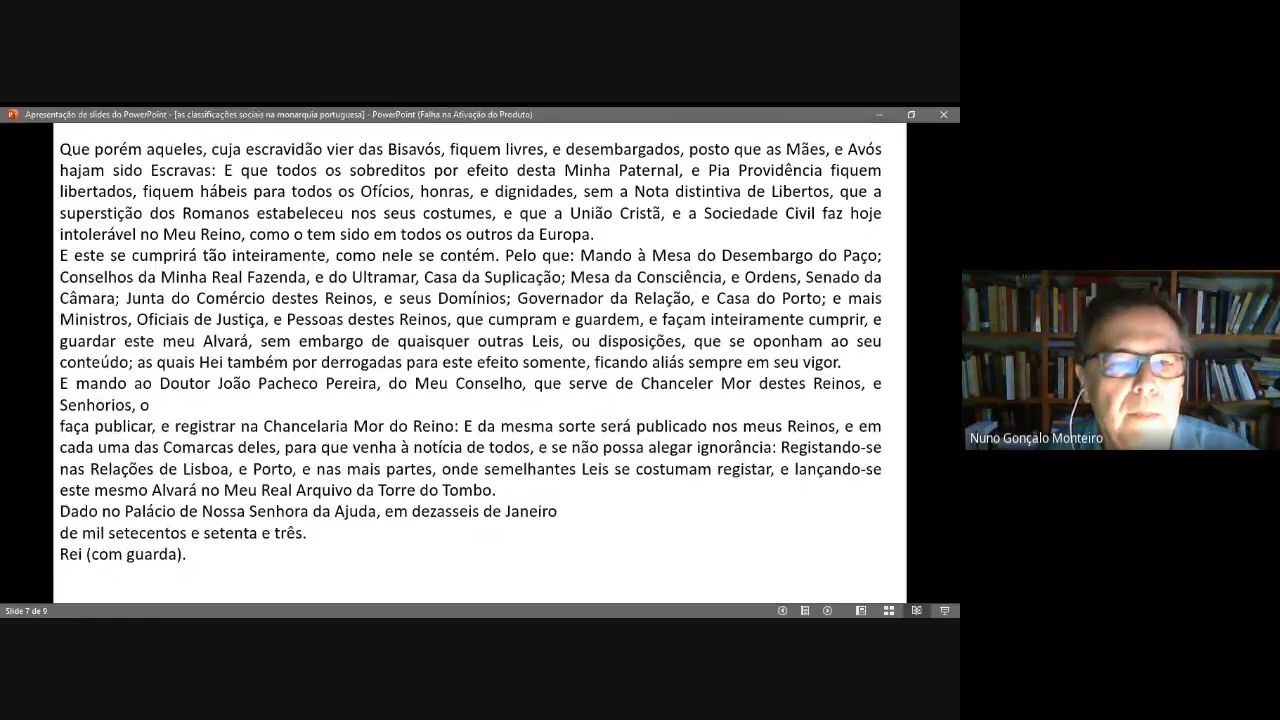 Apresentação de slides do PowerPoint - [as classificações sociais na monarquia portuguesa] - PowerPoint (Falha na Ativação do Produto)
Que porém aqueles, cuja escravidão vier das Bisavós, fiquem livres, e desembargados, posto que as Mães, e Avós
hajam sido Escravas: E que todos os sobreditos por efeito desta Minha Paternal, e Pia Providência fiquem
libertados, fiquem hábeis para todos os Ofícios, honras, e dignidades, sem a Nota distintiva de Libertos, que a
superstição dos Romanos estabeleceu nos seus costumes, e que a União Cristã, e a Sociedade Civil faz hoje
intolerável no Meu Reino, como o tem sido em todos os outros da Europa.
E este se cumprirá tão inteiramente, como nele se contém. Pelo que: Mando à Mesa do Desembargo do Paço;
Conselhos da Minha Real Fazenda, e do Ultramar, Casa da Suplicação; Mesa da Consciência, e Ordens, Senado da
Câmara; Junta do Comércio destes Reinos, e seus Domínios; Governador da Relação, e Casa do Porto; e mais
Ministros, Oficiais de Justiça, e Pessoas destes Reinos, que cumpram e guardem, e façam inteiramente cumprir, e
guardar este meu Alvará, sem embargo de quaisquer outras Leis, ou disposições, que se oponham ao seu
conteúdo; as quais Hei também por derrogadas para este efeito somente, ficando aliás sempre em seu vigor.
E mando ao Doutor João Pacheco Pereira, do Meu Conselho, que serve de Chanceler Mor destes Reinos, e
Senhorios, o
faça publicar, e registrar na Chancelaria Mor do Reino: E da mesma sorte será publicado nos meus Reinos, e em
cada uma das Comarcas deles, para que venha à notícia de todos, e se não possa alegar ignorância: Registando-se
nas Relações de Lisboa, e Porto, e nas mais partes, onde semelhantes Leis se costumam registar, e lançando-se
este mesmo Alvará no Meu Real Arquivo da Torre do Tombo.
Dado no Palácio de Nossa Senhora da Ajuda, em dezasseis de Janeiro
de mil setecentos e setenta e três.
Rei (com guarda).
Slide 7 de 9
Nuno Gonçalo Monteiro